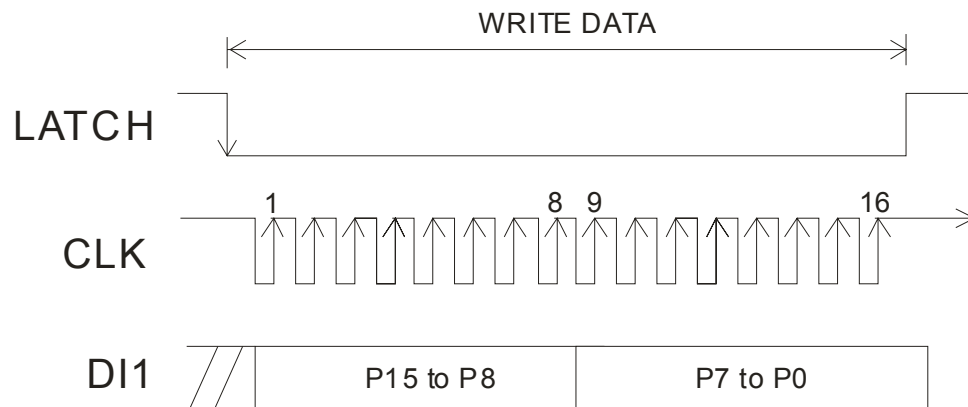 WRITE DATA
LATCH
1 8 9 16
CLK
DI1 P15 to P8 P7 to P0